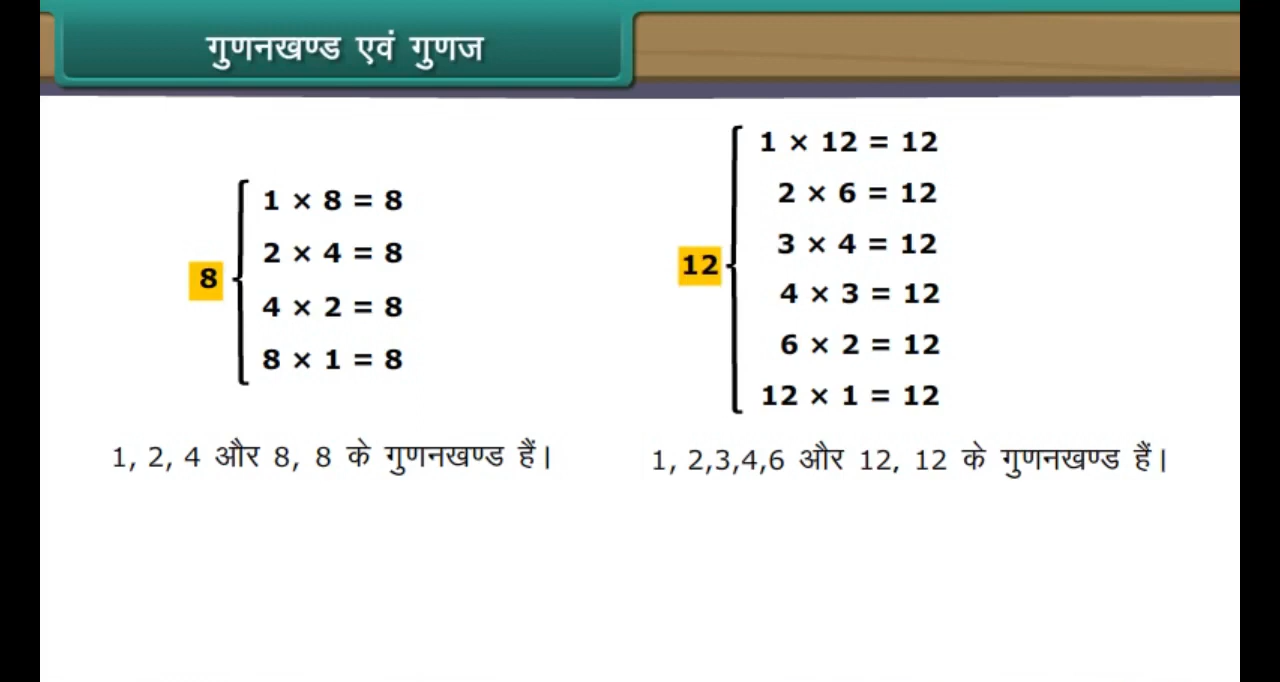 गुणनखण्ड एवं गुणज
8
1 × 8 = 8
2 × 4 = 8
4 × 2 = 8
8 × 1 = 8
1, 2, 4 और 8, 8 के गुणनखण्ड हैं।
12
1 × 12 = 12
2 × 6 = 12
3 × 4 = 12
4 × 3 = 12
6 × 2 = 12
12 × 1 = 12
1, 2,3,4,6 और 12, 12 के गुणनखण्ड हैं।